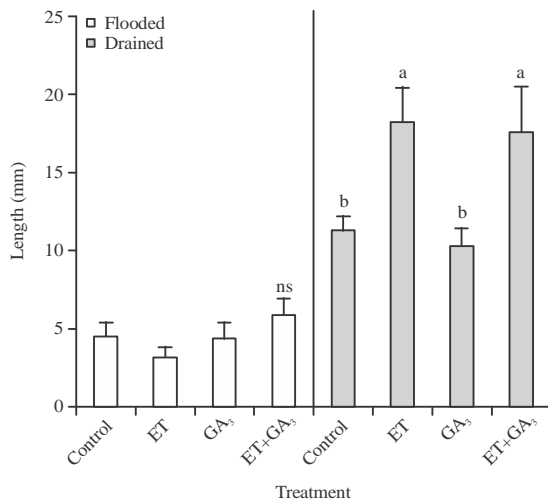 25
20
15
10
5
0
Length (mm)
Flooded
Drained
ns
b
a
b
a
Control
ET
GA₃
ET+GA₃
Control
ET
GA₃
ET+GA₃
Treatment